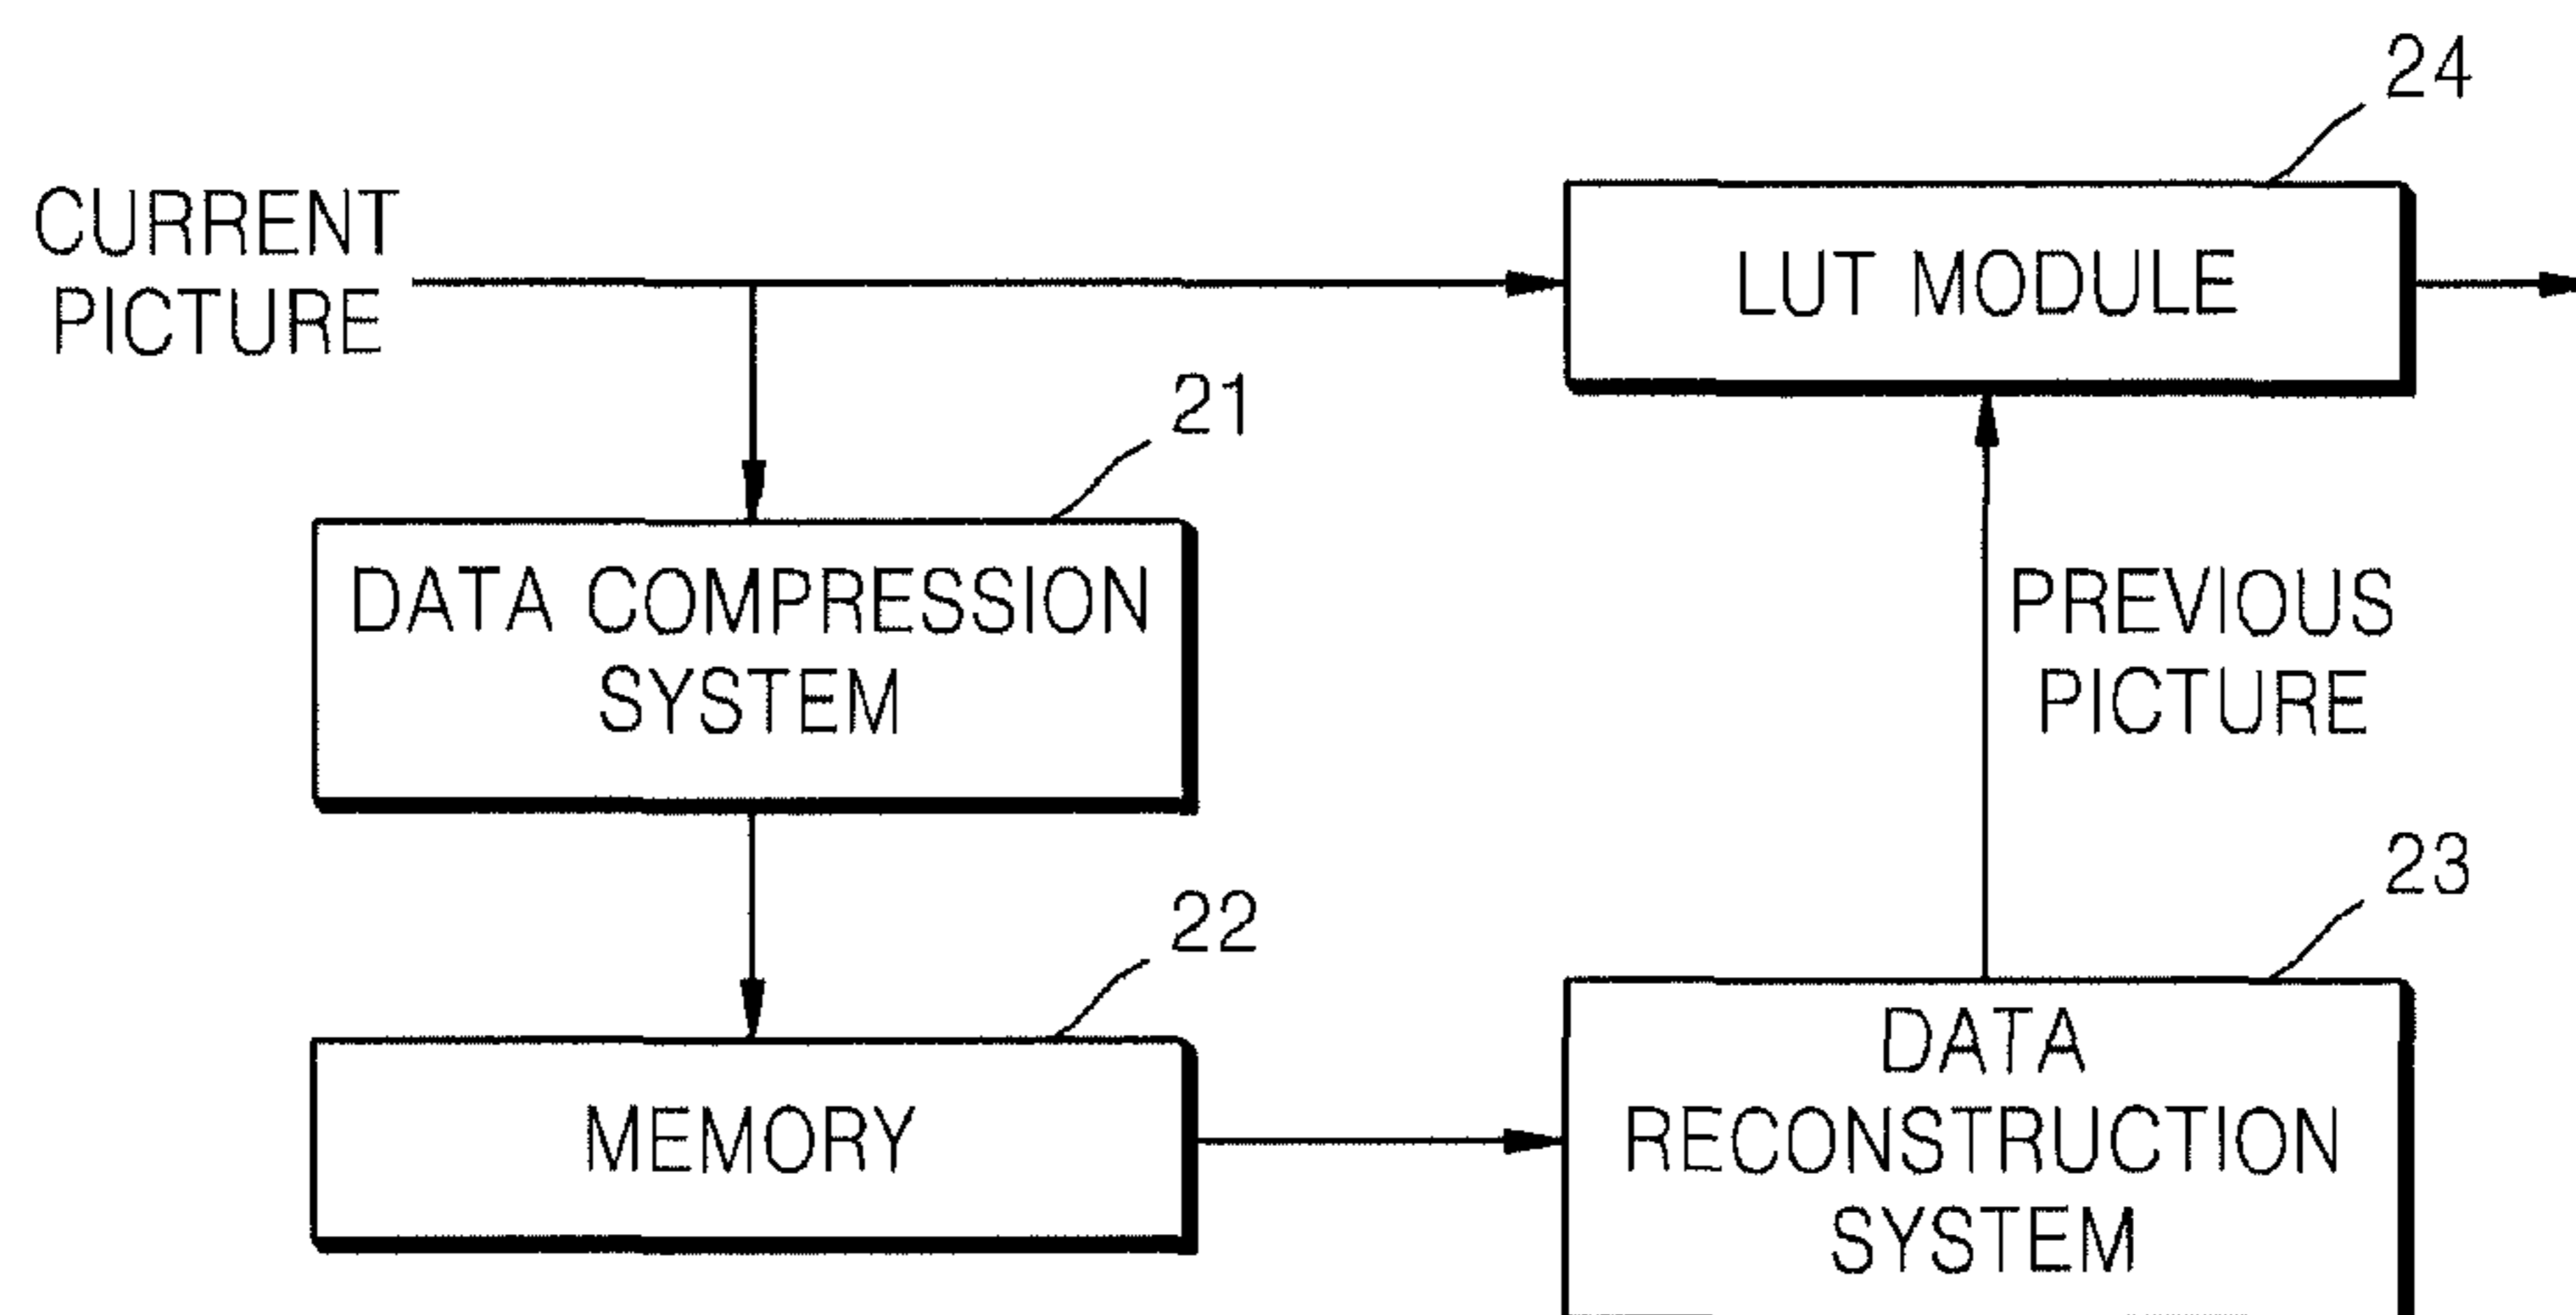 24
CURRENT
PICTURE
LUT MODULE
21
DATA COMPRESSION
SYSTEM
PREVIOUS
PICTURE
23
22
DATA
RECONSTRUCTION
SYSTEM
MEMORY